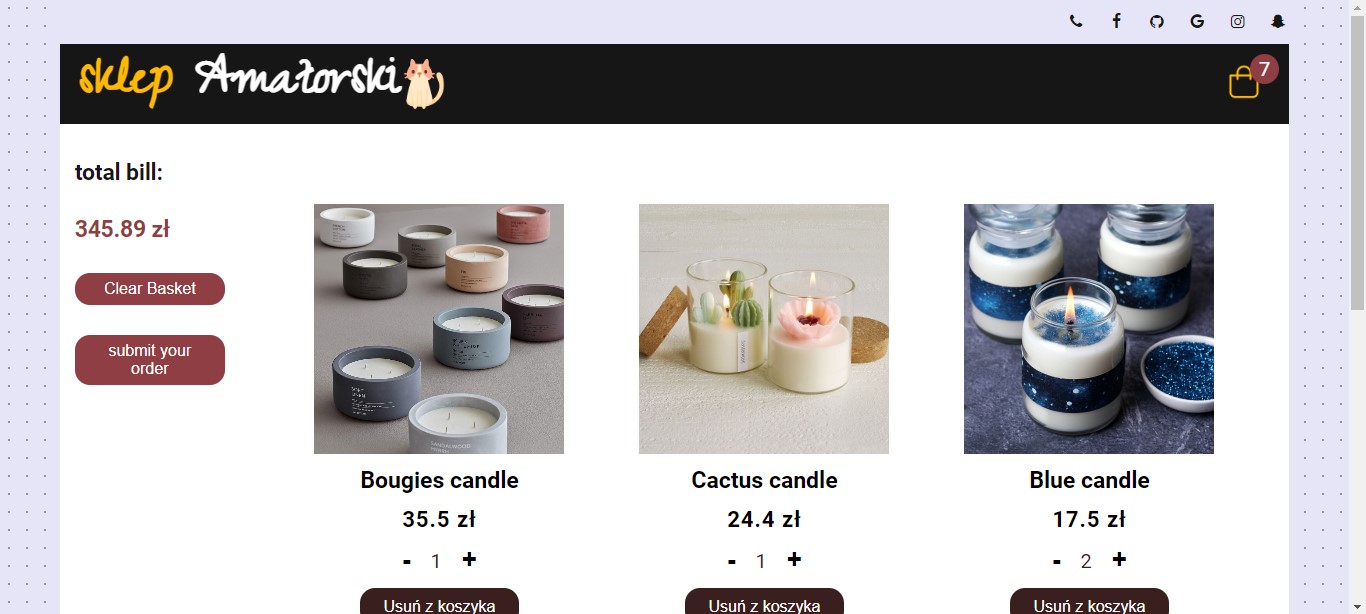 sklep Amatorski
7
total bill:
345.89 zł
Clear Basket
submit your
order
Bougies candle
35.5 zł
- 1 +
Usuń z koszyka
Cactus candle
24.4 zł
- 1 +
Usuń z koszyka
Blue candle
17.5 zł
- 2 +
Usuń z koszyka